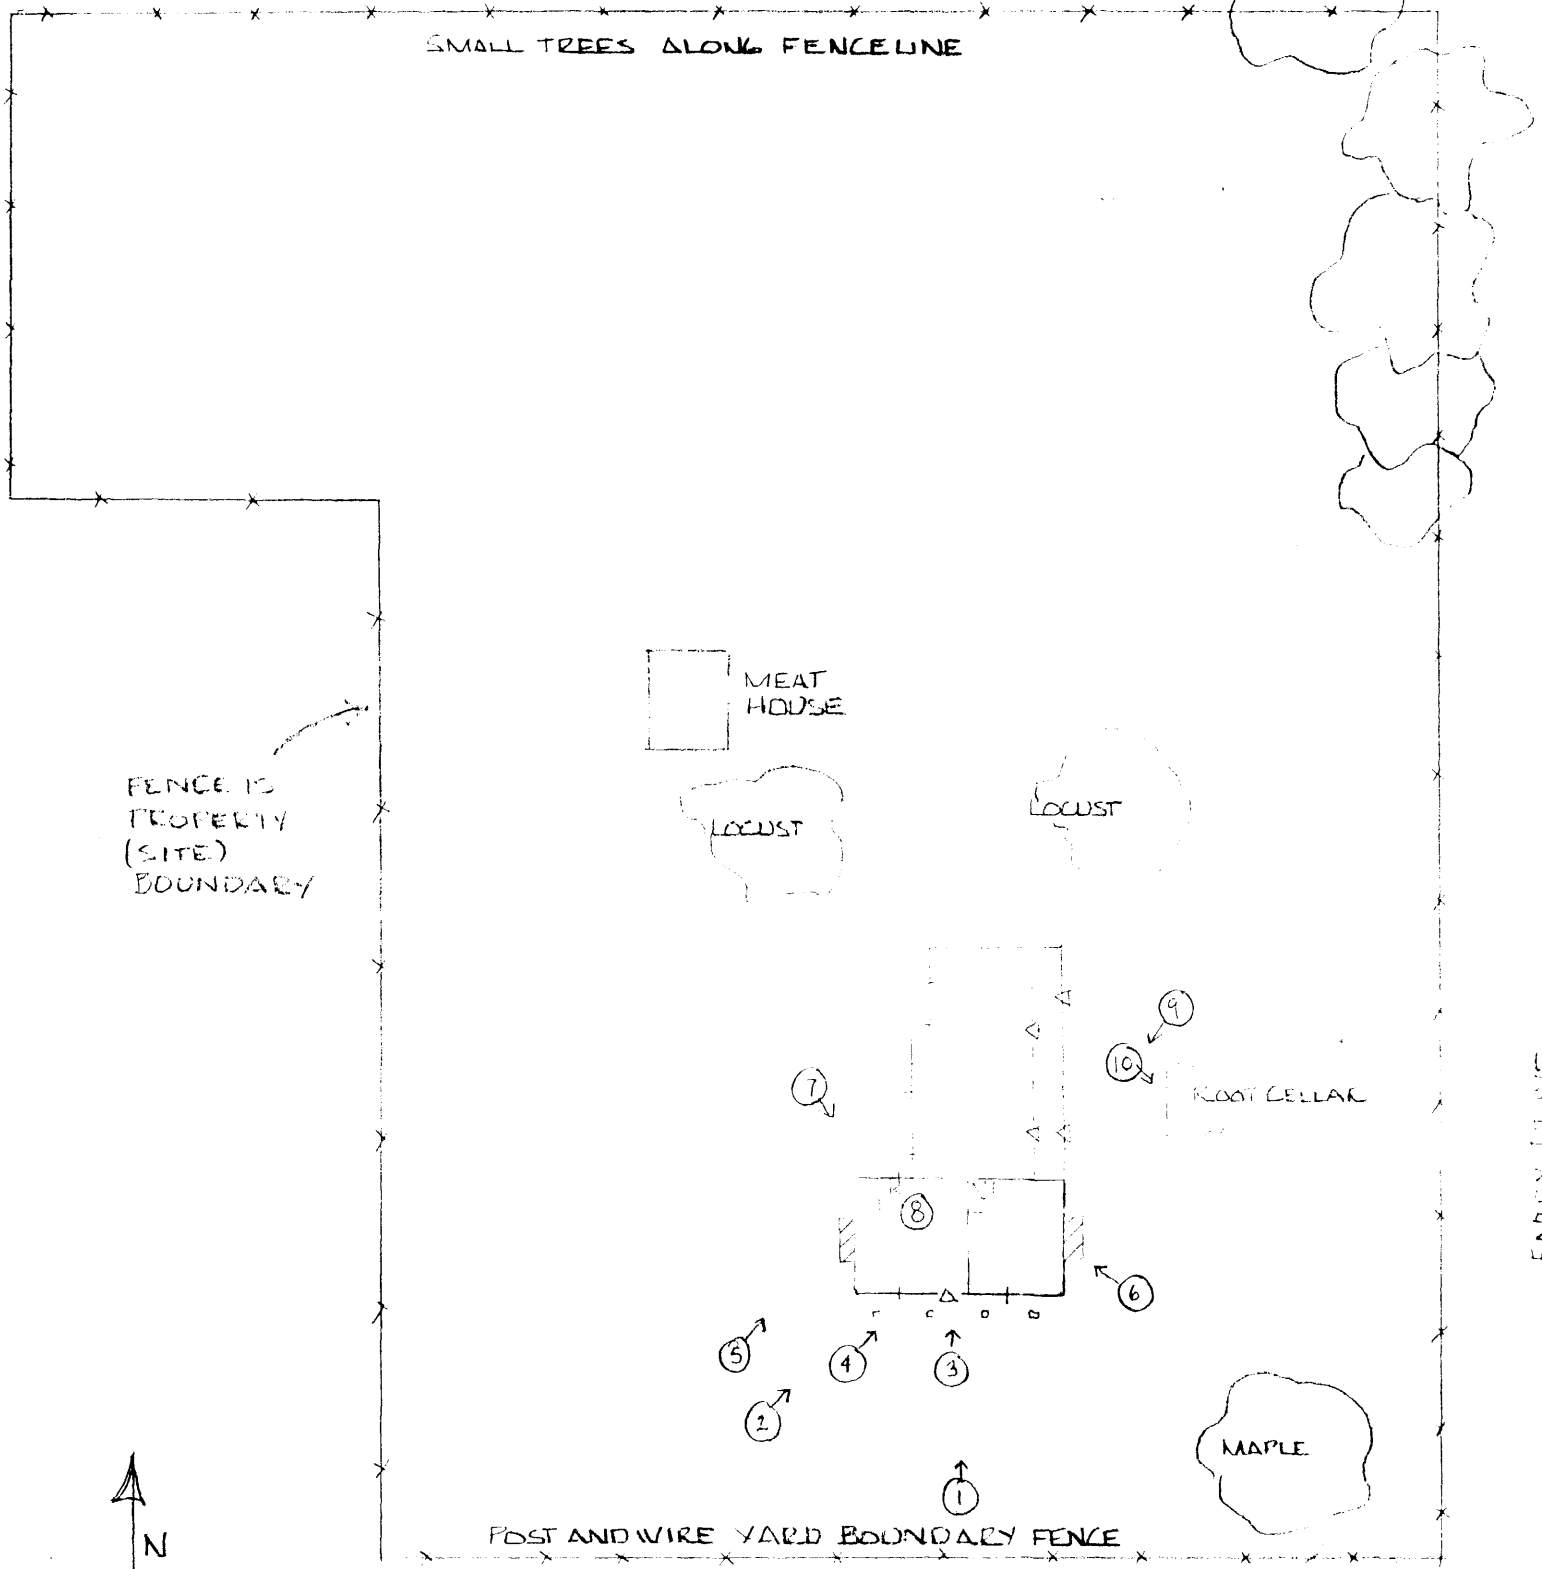 SMALL TREES ALONG FENCELINE
MEAT
HOUSE
FENCE IS
PROPERTY
(SITE)
BOUNDARY
LOCUST
LOCUST
9
10
7
ROOT CELLAR
8
6
5
4
3
2
MAPLE
1
N
POST AND WIRE YARD BOUNDARY FENCE